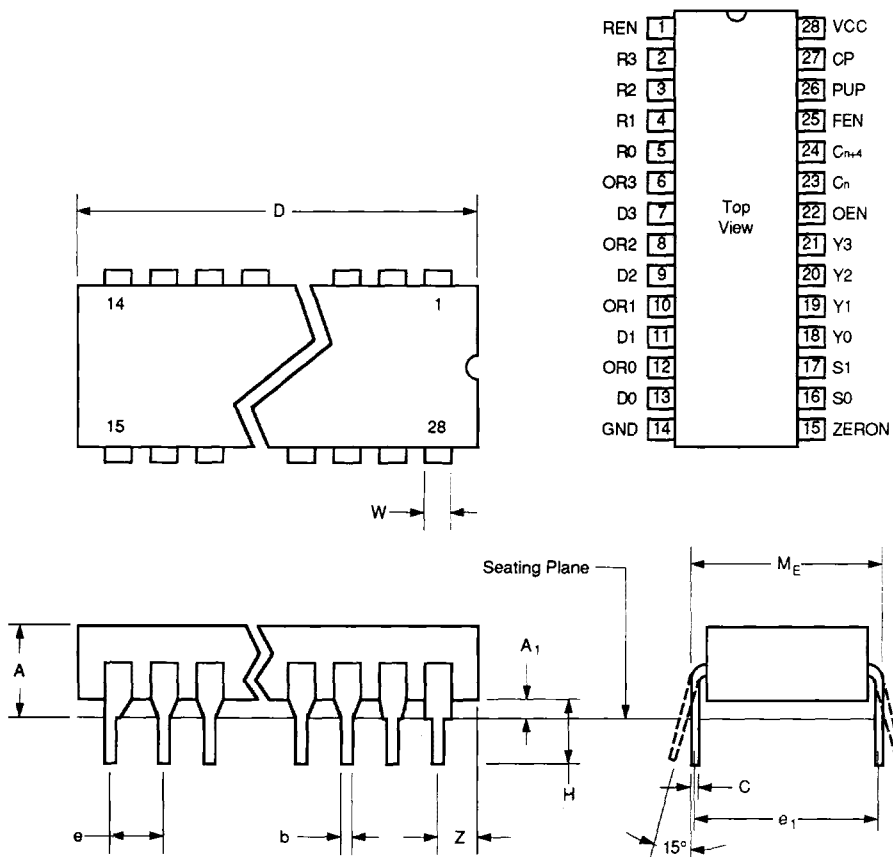 REN 1 28 VCC
R3 2 27 CP
R2 3 26 PUP
R1 4 25 FEN
R0 5 24 Cn+4
OR3 6 23 Cn
D3 7 22 OEN
OR2 8 21 Y3
D2 9 20 Y2
OR1 10 19 Y1
D1 11 18 Y0
OR0 12 17 S1
D0 13 16 S0
GND 14 15 ZERON
Top
View
D
14 1
15 28
W
Seating Plane
ME
A
A1
H
C
e
b
Z
e1
15°